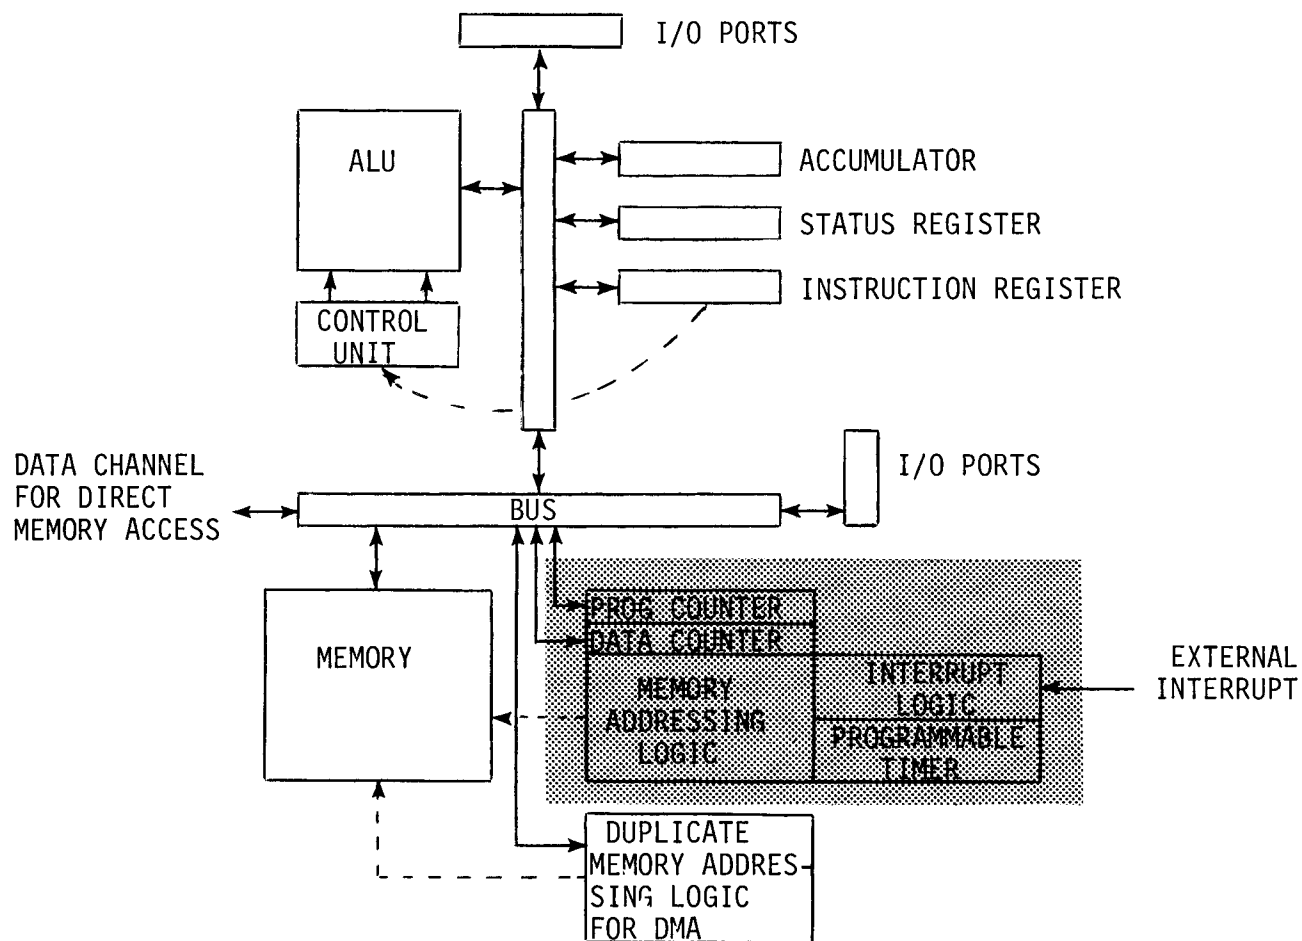 I/O PORTS
ALU
ACCUMULATOR
STATUS REGISTER
INSTRUCTION REGISTER
CONTROL
UNIT
DATA CHANNEL
FOR DIRECT
MEMORY ACCESS
I/O PORTS
BUS
PROG COUNTER
DATA COUNTER
MEMORY
MEMORY
ADDRESSING
LOGIC
INTERRUPT
LOGIC
PROGRAMMABLE
TIMER
EXTERNAL
INTERRUPT
DUPLICATE
MEMORY ADDRES-
SING LOGIC
FOR DMA